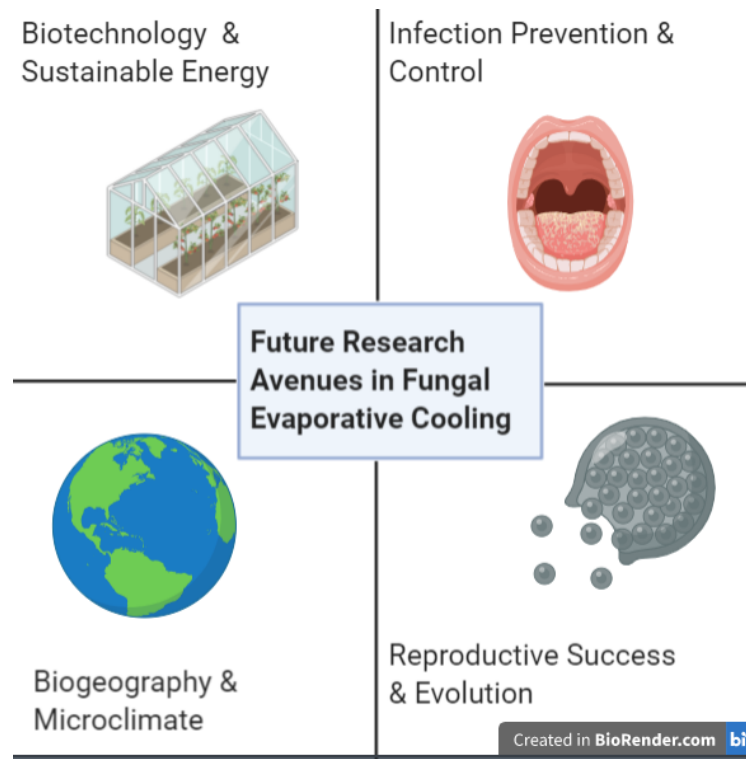 Biotechnology &
Sustainable Energy
Infection Prevention &
Control
Future Research
Avenues in Fungal
Evaporative Cooling
Biogeography &
Microclimate
Reproductive Success
& Evolution
Created in BioRender.com bi